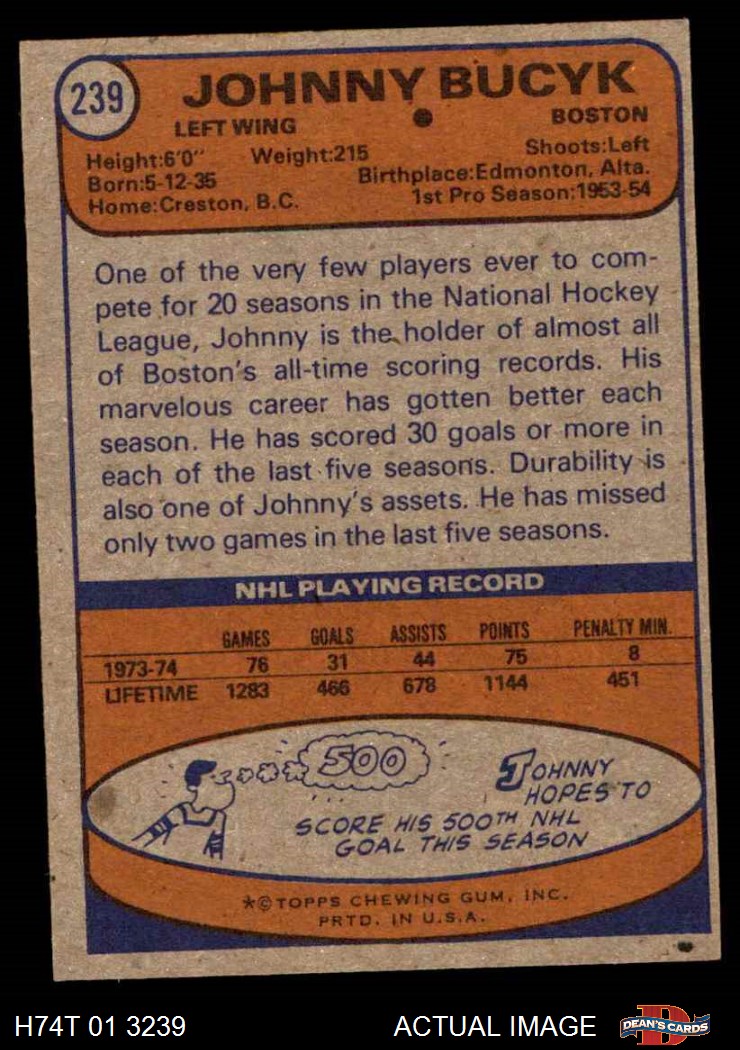 239
JOHNNY BUCYK
LEFT WING BOSTON
Height:6'0" Weight:215 Shoots:Left
Born:5-12-35 Birthplace:Edmonton, Alta.
Home:Creston, B.C. 1st Pro Season:1953-54
One of the very few players ever to com-
pete for 20 seasons in the National Hockey
League, Johnny is the holder of almost all
of Boston's all-time scoring records. His
marvelous career has gotten better each
season. He has scored 30 goals or more in
each of the last five seasons. Durability is
also one of Johnny's assets. He has missed
only two games in the last five seasons.
NHL PLAYING RECORD
GAMES GOALS ASSISTS POINTS PENALTY MIN.
1973-74 76 31 44 75 8
LIFETIME 1283 466 678 1144 451
500
JOHNNY
HOPES TO
SCORE HIS 500TH NHL
GOAL THIS SEASON
*©TOPPS CHEWING GUM, INC.
PRTD. IN U.S.A.
H74T 01 3239 ACTUAL IMAGE
D
DEAN'S CARDS